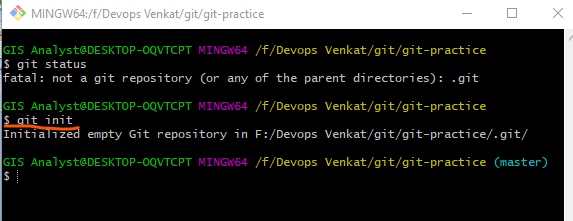 MINGW64:/f/Devops Venkat/git/git-practice
GIS Analyst@DESKTOP-OQVTCPT MINGW64 /f/Devops Venkat/git/git-practice
$ git status
fatal: not a git repository (or any of the parent directories): .git
GIS Analyst@DESKTOP-OQVTCPT MINGW64 /f/Devops Venkat/git/git-practice
$ git init
Initialized empty Git repository in F:/Devops Venkat/git/git-practice/.git/
GIS Analyst@DESKTOP-OQVTCPT MINGW64 /f/Devops Venkat/git/git-practice (master)
$